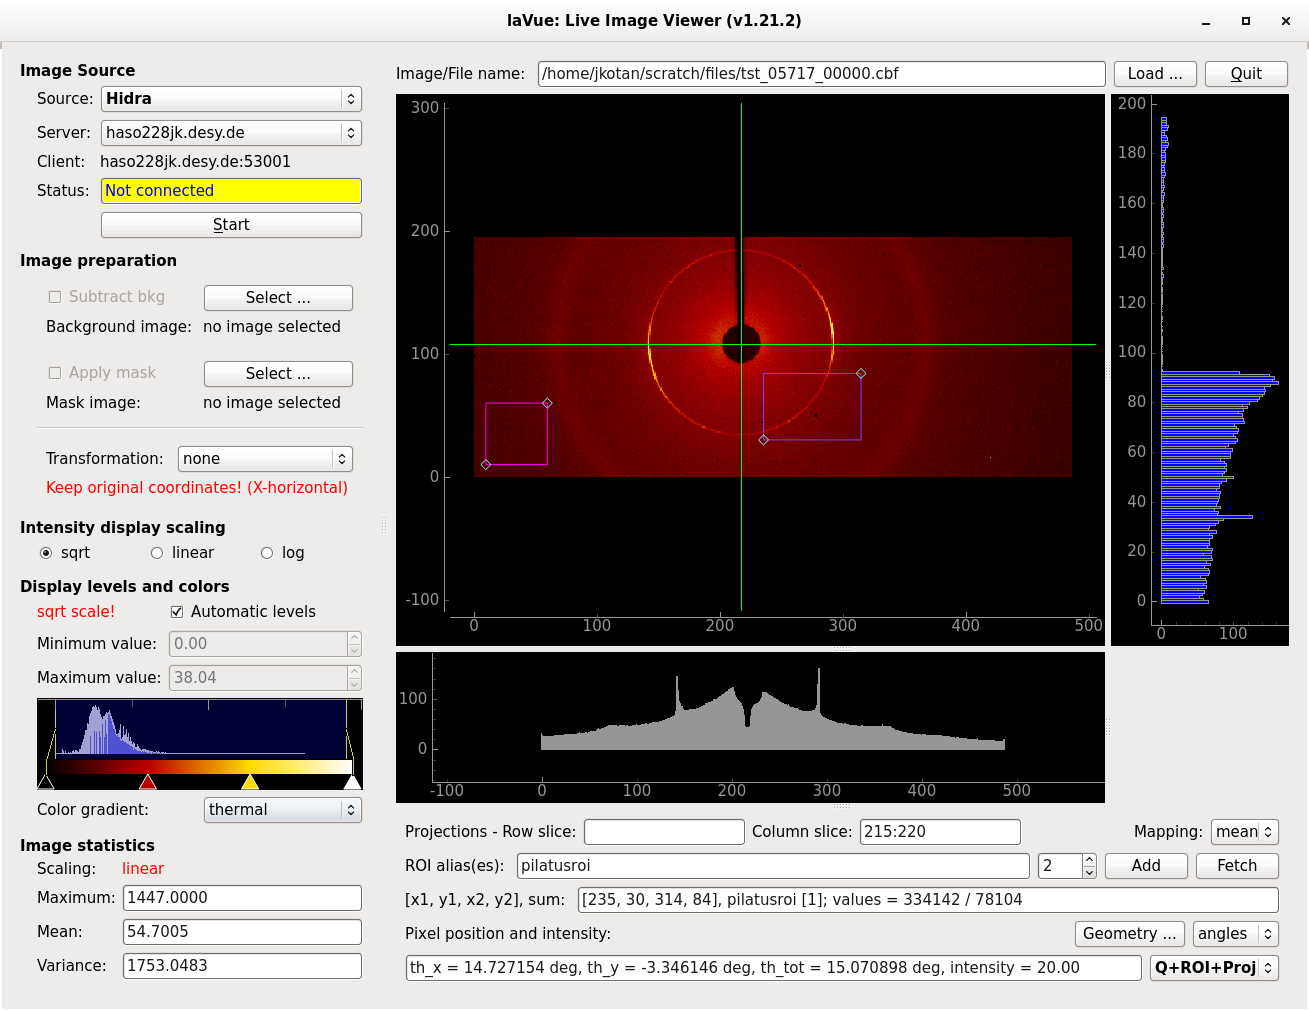 laVue: Live Image Viewer (v1.21.2)
Image Source
Source: Hidra
Server: haso228jk.desy.de
Client: haso228jk.desy.de:53001
Status: Not connected
Start
Image preparation
Subtract bkg Select ...
Background image: no image selected
Apply mask Select ...
Mask image: no image selected
Transformation: none
Keep original coordinates! (X-horizontal)
Intensity display scaling
sqrt linear log
Display levels and colors
sqrt scale! Automatic levels
Minimum value: 0.00
Maximum value: 38.04
Color gradient: thermal
Image statistics
Scaling: linear
Maximum: 1447.0000
Mean: 54.7005
Variance: 1753.0483
Image/File name: /home/jkotan/scratch/files/tst_05717_00000.cbf Load ... Quit
300
200
100
0
-100
0 100 200 300 400 500
200
180
160
140
120
100
80
60
40
20
0
0 100
100
0
-100 0 100 200 300 400 500
Projections - Row slice: Column slice: 215:220 Mapping: mean
ROI alias(es): pilatusroi 2 Add Fetch
[x1, y1, x2, y2], sum: [235, 30, 314, 84], pilatusroi [1]; values = 334142 / 78104
Pixel position and intensity: Geometry ... angles
th_x = 14.727154 deg, th_y = -3.346146 deg, th_tot = 15.070898 deg, intensity = 20.00 Q+ROI+Proj